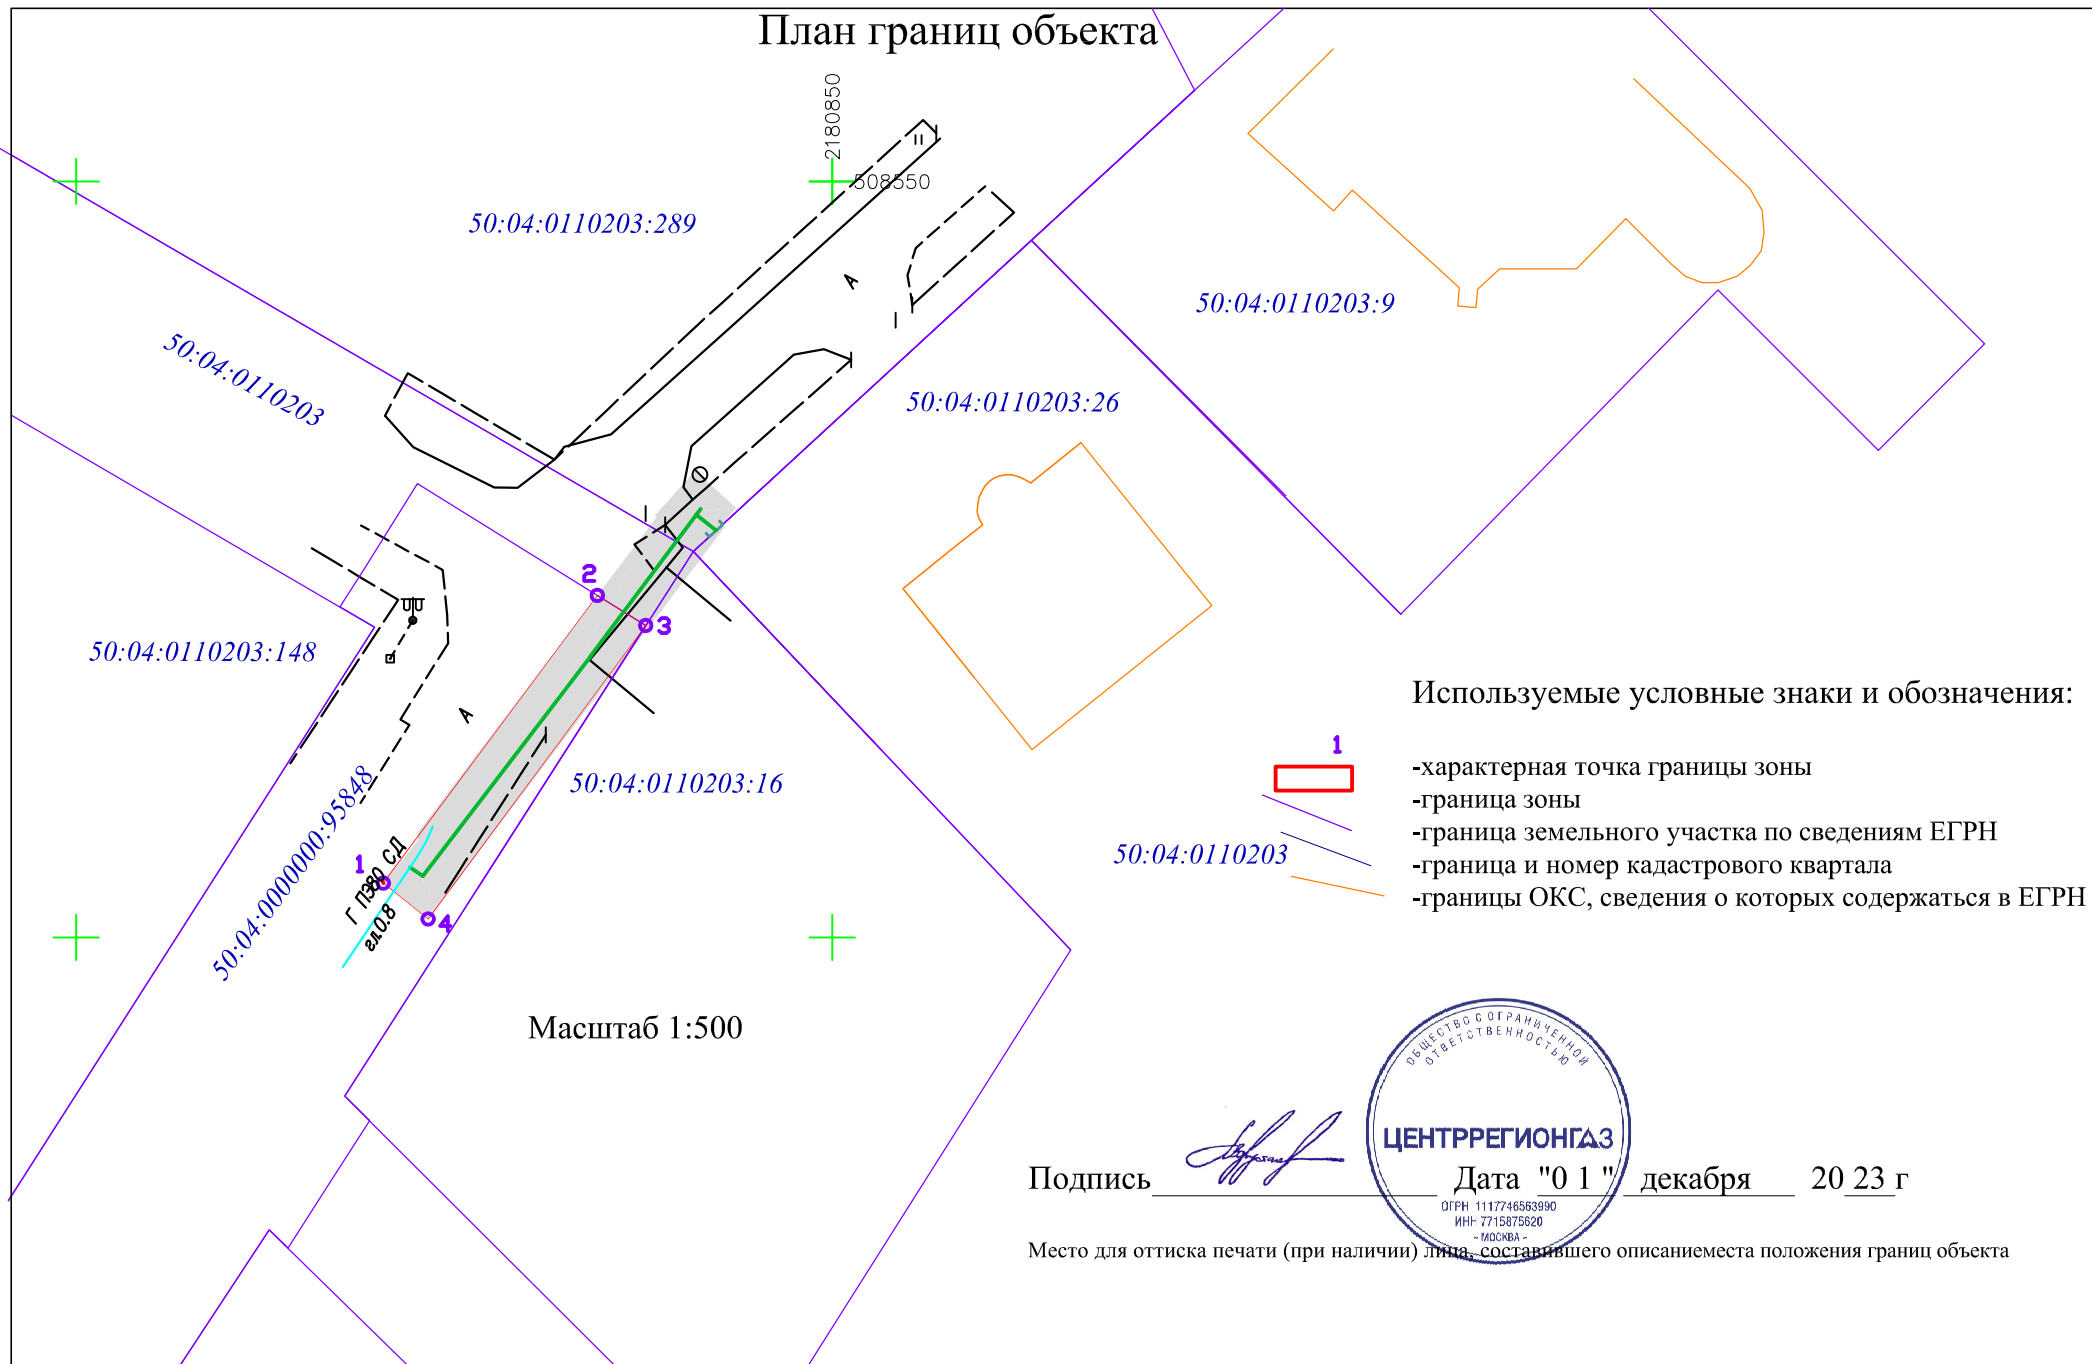 План границ объекта
2180850
508550
50:04:0110203:289
50:04:0110203:9
50:04:0110203
50:04:0110203:26
А
2
3
50:04:0110203:148
А
Используемые условные знаки и обозначения:
1
-характерная точка границы зоны
50:04:0110203:16
-граница зоны
50:04:0000000:95848
-граница земельного участка по сведениям ЕГРН
50:04:0110203
-граница и номер кадастрового квартала
-границы ОКС, сведения о которых содержаться в ЕГРН
1
Г ПЭ80 СД
гл0.8
4
Масштаб 1:500
ОБЩЕСТВО С ОГРАНИЧЕННОЙ
ОТВЕТСТВЕННОСТЬЮ
ЦЕНТРРЕГИОНГАЗ
Подпись Дата "0 1 " декабря 20 23 г
ОГРН 1117746563990
ИНН 7715875620
- МОСКВА -
Место для оттиска печати (при наличии) лица, составившего описаниеместа положения границ объекта